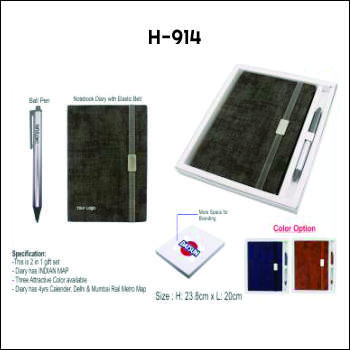 H-914
Ball Pen
Notebook Diary with Elastic Belt
Your Logo
More Space for
Branding
DATSUN
Color Option
Specification:
-This is 2 in 1 gift set
- Diary has INDIAN MAP
- Three Attractive Color available
- Diary has 4yrs Calender, Delhi & Mumbai Rail Metro Map
Size : H: 23.8cm x L: 20cm